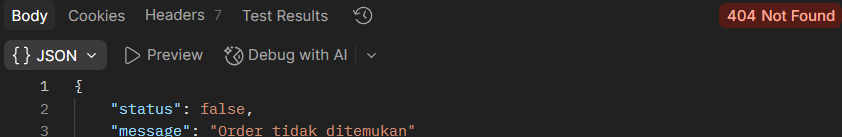 Body Cookies Headers 7 Test Results 404 Not Found
{} JSON Preview Debug with AI
1 {
2 "status": false,
3 "message": "Order tidak ditemukan"